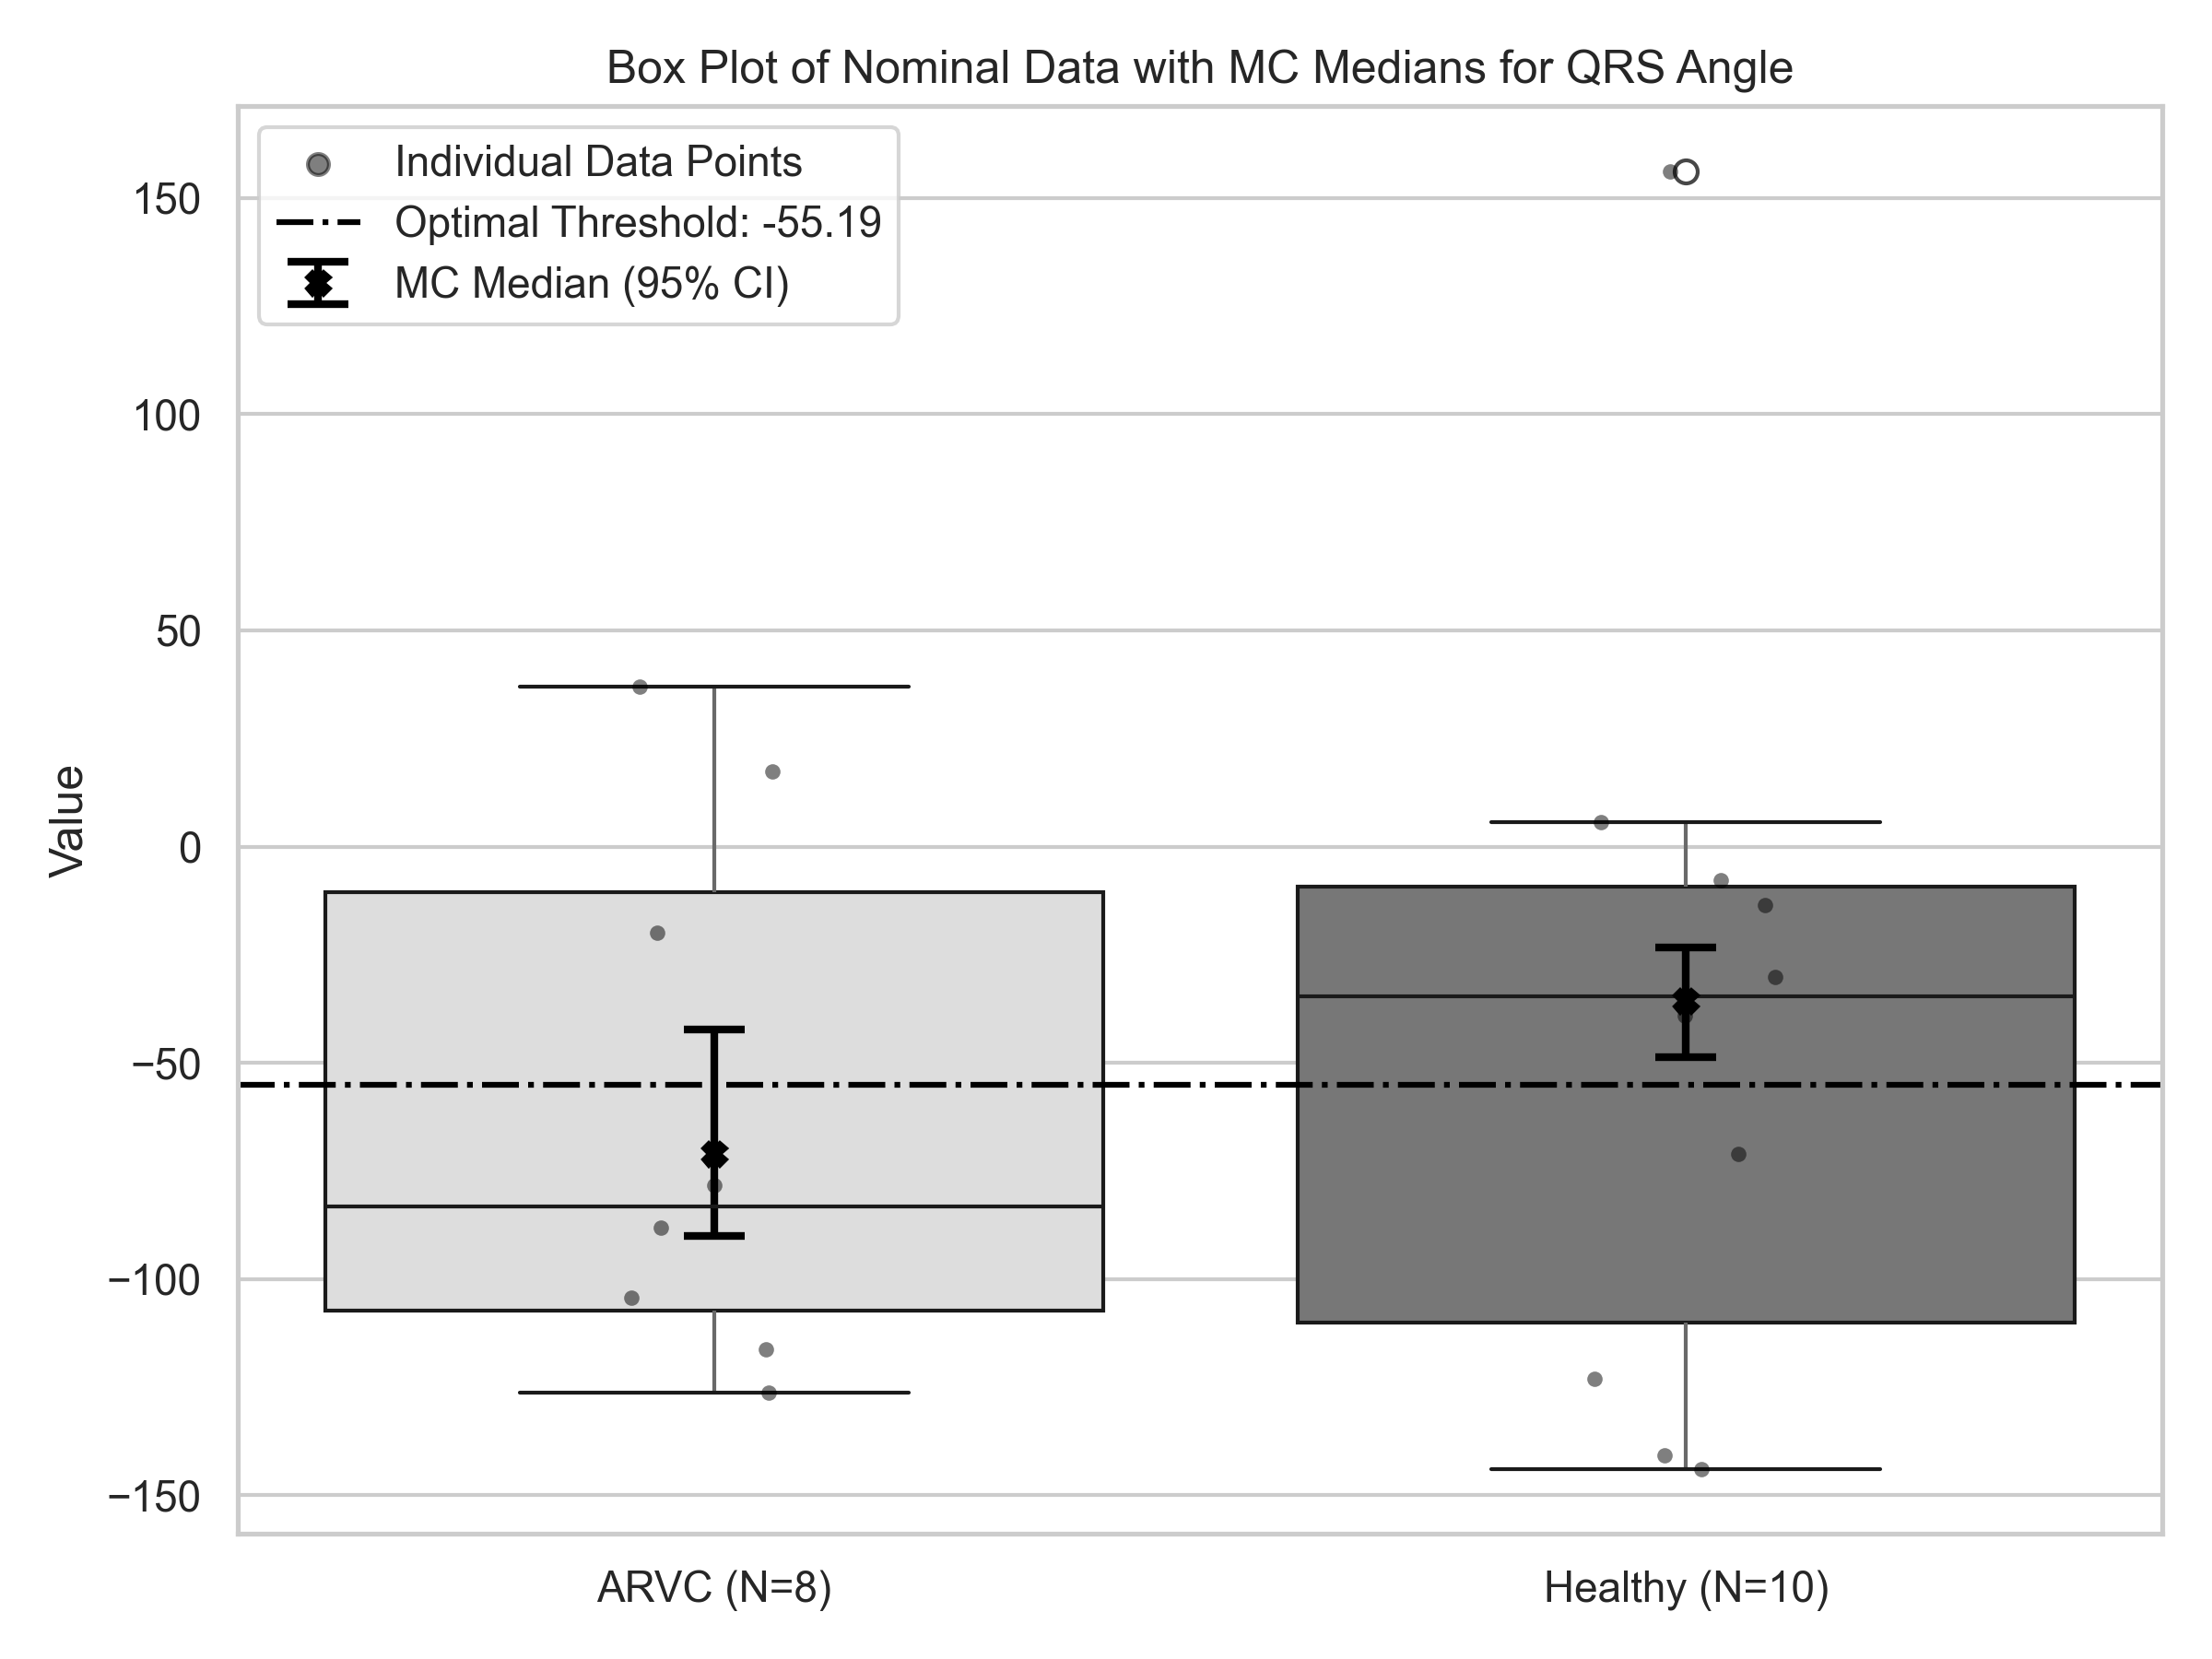 Box Plot of Nominal Data with MC Medians for QRS Angle
Individual Data Points
Optimal Threshold: -55.19
MC Median (95% CI)
150
100
50
0
−50
−100
−150
Value
ARVC (N=8)
Healthy (N=10)